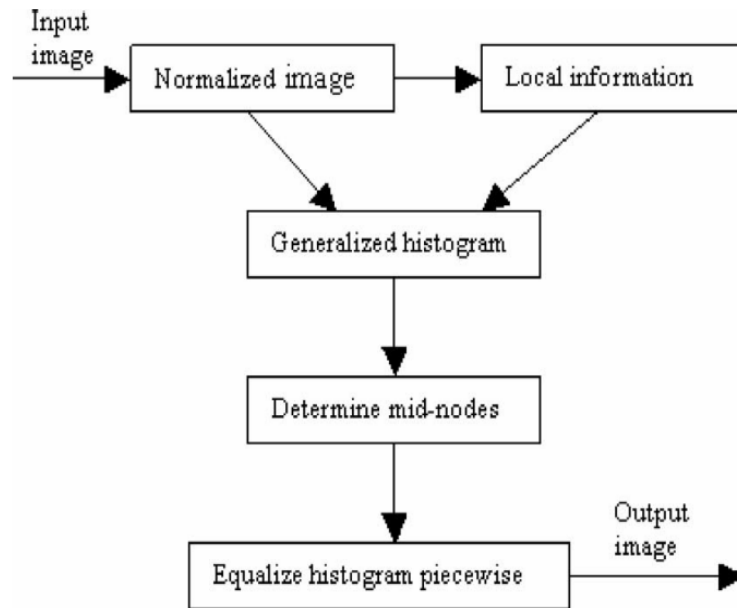 Input
image
Normalized image
Local information
Generalized histogram
Determine mid-nodes
Output
image
Equalize histogram piecewise